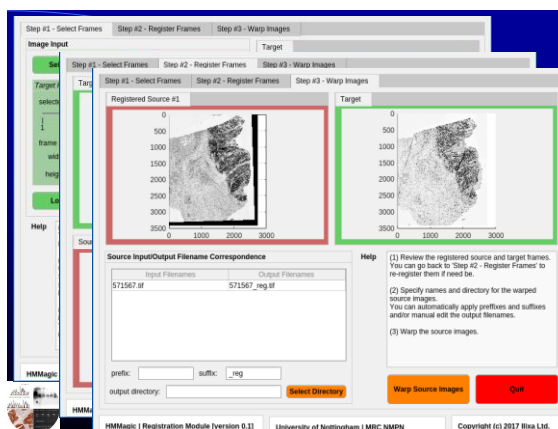 Step #1 - Select Frames Step #2 - Register Frames Step #3 - Warp Images
Image Input Target
Step #1 - Select Frames Step #2 - Register Frames Step #3 - Warp Images
Step #1 - Select Frames Step #2 - Register Frames Step #3 - Warp Images
Registered Source #1 Target
0
500
1000
1500
2000
2500
3000
3500
0 1000 2000 3000
0
500
1000
1500
2000
2500
3000
3500
0 1000 2000 3000
frame
Help
HMMagic
Source Input/Output Filename Correspondence
Input Filenames Output Filenames
571567.tif 571567_reg.tif
prefix: suffix: _reg
output directory: Select Directory
Help
(1) Review the registered source and target frames.
You can go back to 'Step #2 - Register Frames' to
re-register them if need be.
(2) Specify names and directory for the warped
source images.
You can automatically apply preffixes and suffixes
and/or manual edit the output filenames.
(3) Warp the source images.
Warp Source Images Quit
HMMagic | Registration Module [version 0.1] University of Nottingham | MRC NMPN Copyright (c) 2017 Ilixa Ltd.